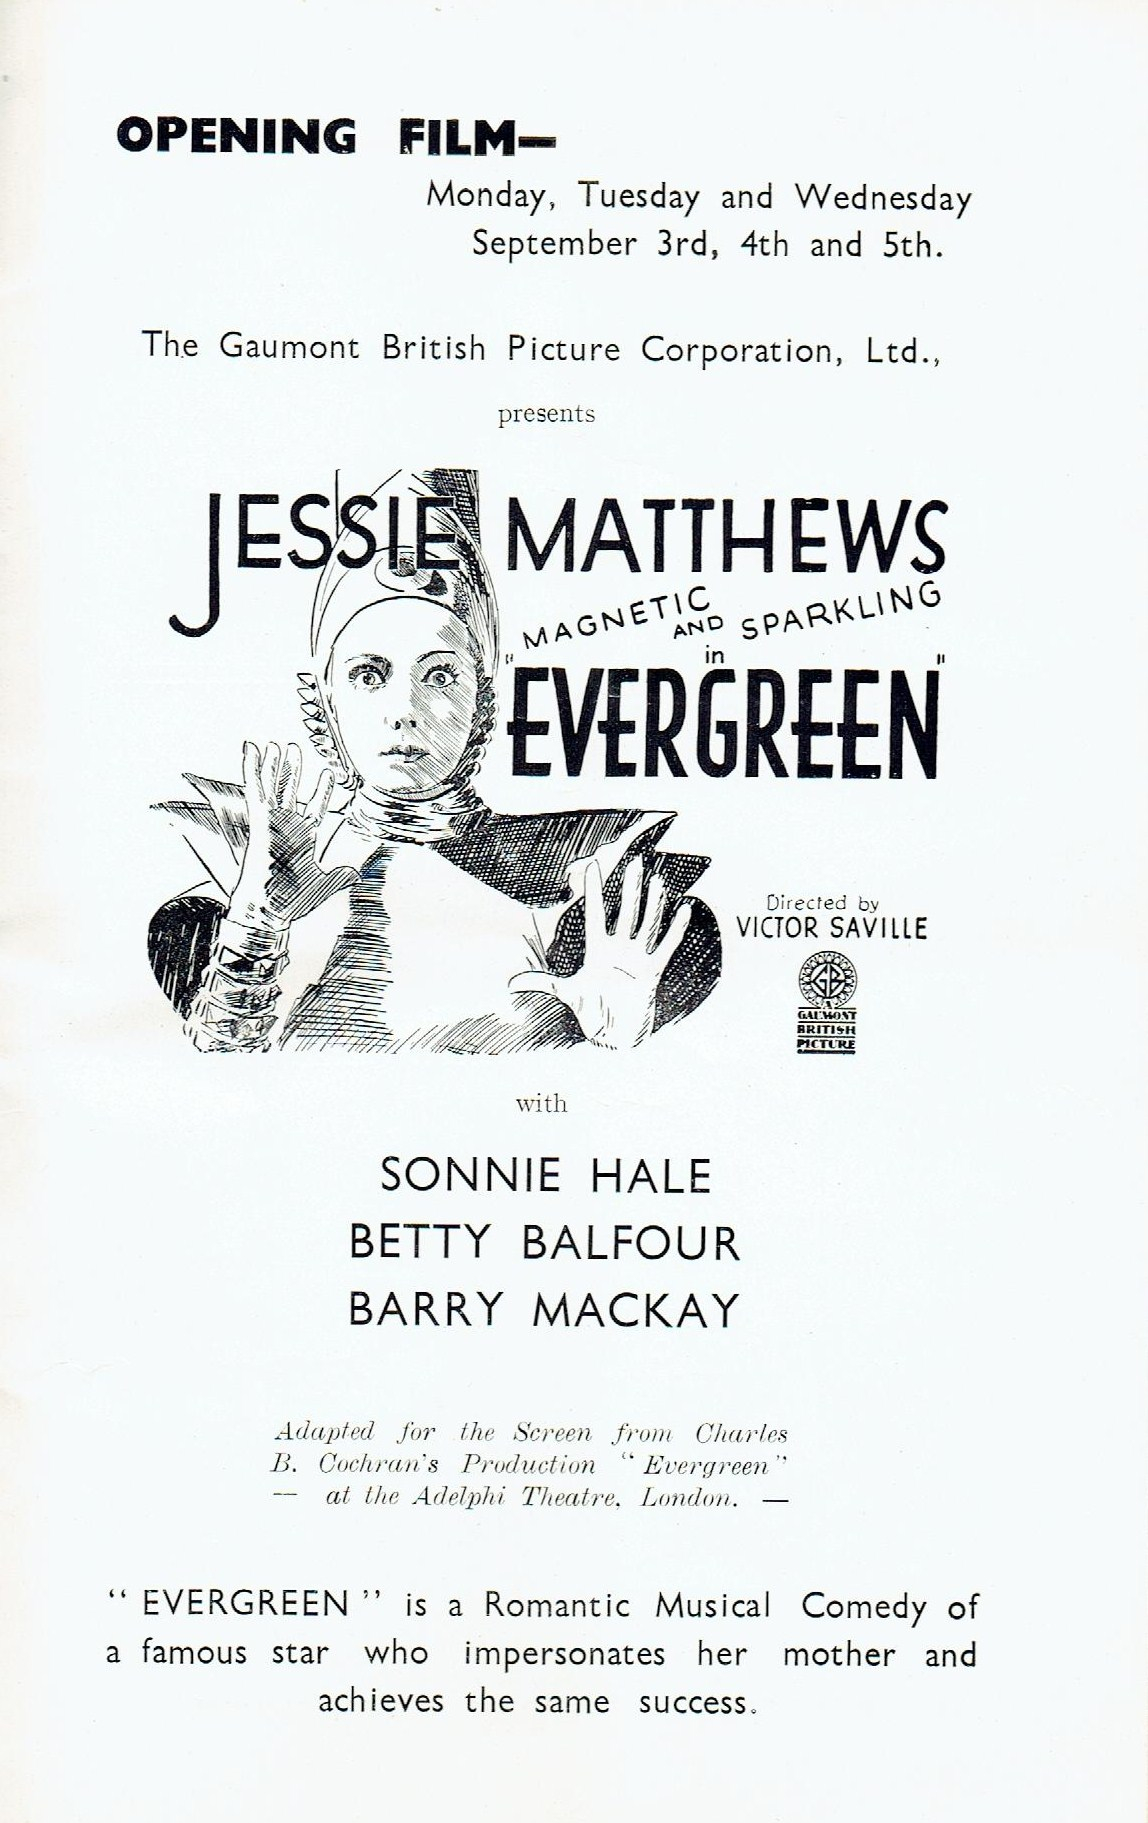 OPENING FILM—
Monday, Tuesday and Wednesday
September 3rd, 4th and 5th.
The Gaumont British Picture Corporation, Ltd.,
presents
JESSIE MATTHEWS
MAGNETIC AND SPARKLING
in
"EVERGREEN"
Directed by
VICTOR SAVILLE
GB
A
GAUMONT
BRITISH
PICTURE
with
SONNIE HALE
BETTY BALFOUR
BARRY MACKAY
Adapted for the Screen from Charles
B. Cochran's Production "Evergreen"
— at the Adelphi Theatre, London. —
"EVERGREEN" is a Romantic Musical Comedy of
a famous star who impersonates her mother and
achieves the same success.